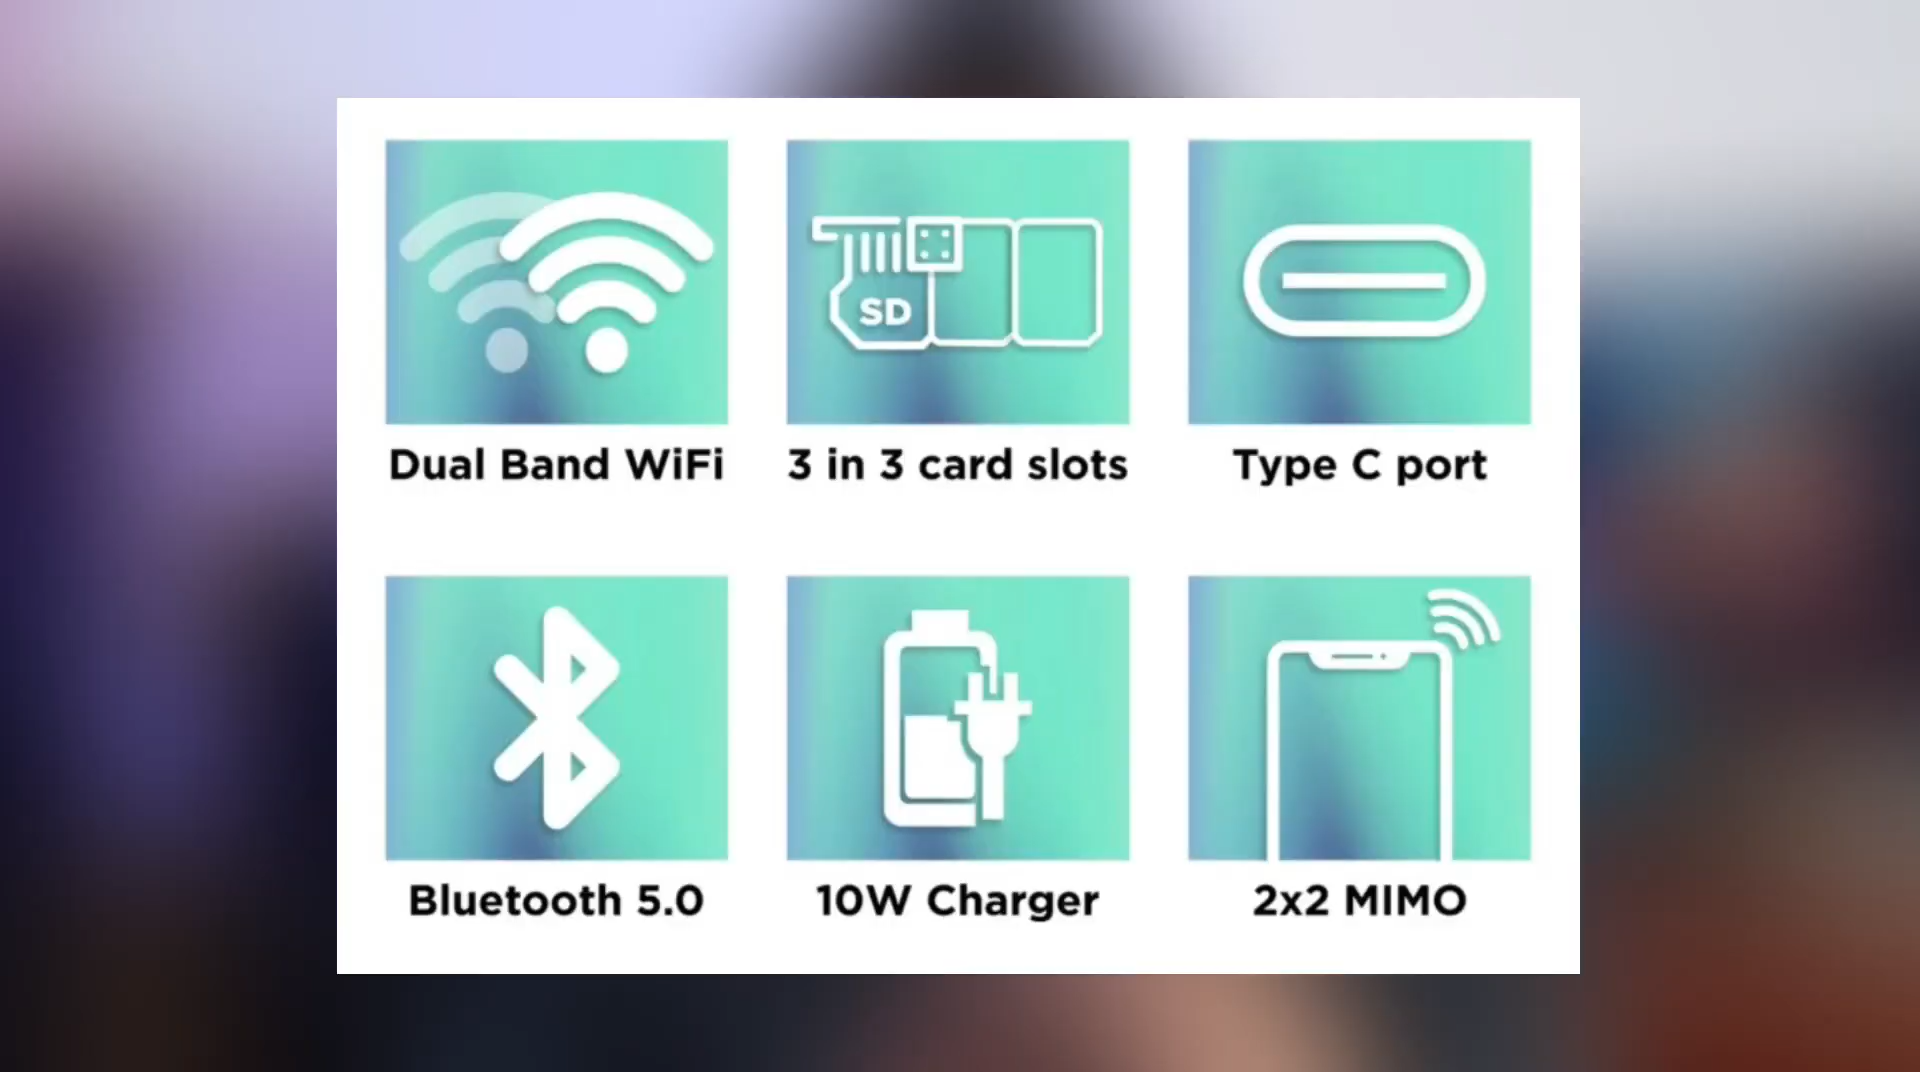 SD
Dual Band WiFi
3 in 3 card slots
Type C port
Bluetooth 5.0
10W Charger
2x2 MIMO